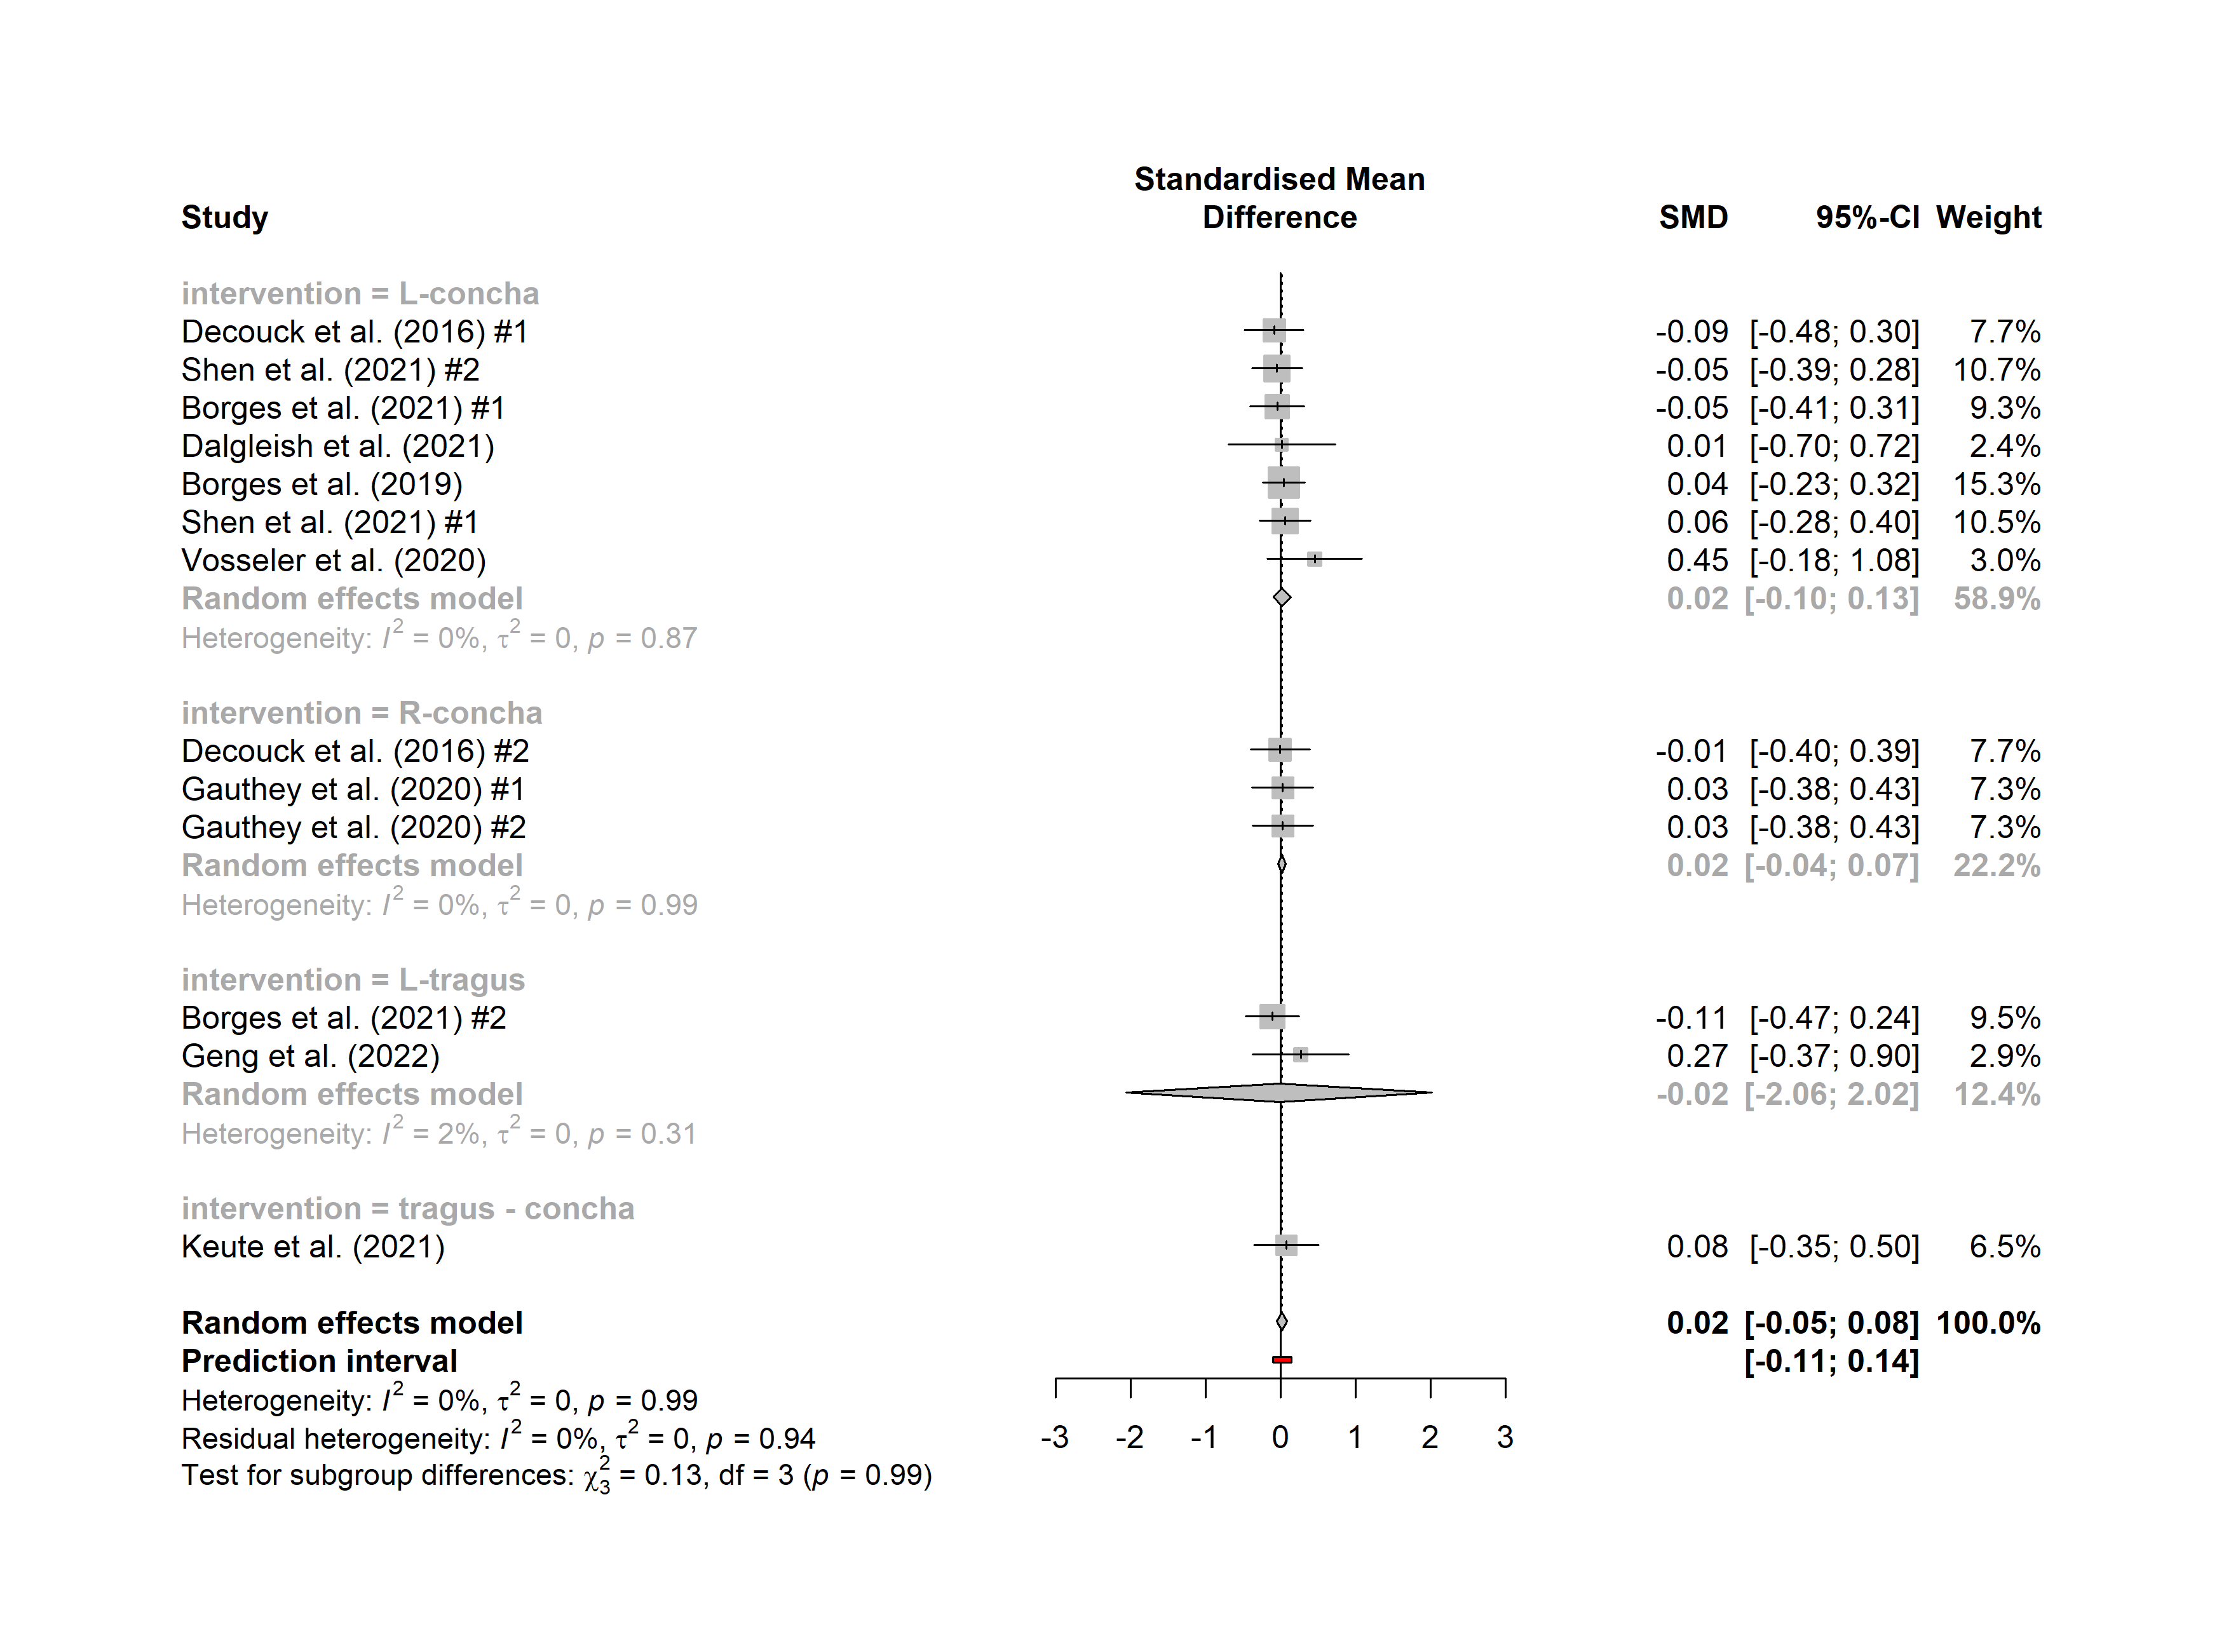 Standardised Mean
Study Difference SMD 95%-CI Weight
intervention = L-concha
Decouck et al. (2016) #1 -0.09 [-0.48; 0.30] 7.7%
Shen et al. (2021) #2 -0.05 [-0.39; 0.28] 10.7%
Borges et al. (2021) #1 -0.05 [-0.41; 0.31] 9.3%
Dalgleish et al. (2021) 0.01 [-0.70; 0.72] 2.4%
Borges et al. (2019) 0.04 [-0.23; 0.32] 15.3%
Shen et al. (2021) #1 0.06 [-0.28; 0.40] 10.5%
Vosseler et al. (2020) 0.45 [-0.18; 1.08] 3.0%
Random effects model 0.02 [-0.10; 0.13] 58.9%
Heterogeneity: I² = 0%, τ² = 0, p = 0.87
intervention = R-concha
Decouck et al. (2016) #2 -0.01 [-0.40; 0.39] 7.7%
Gauthey et al. (2020) #1 0.03 [-0.38; 0.43] 7.3%
Gauthey et al. (2020) #2 0.03 [-0.38; 0.43] 7.3%
Random effects model 0.02 [-0.04; 0.07] 22.2%
Heterogeneity: I² = 0%, τ² = 0, p = 0.99
intervention = L-tragus
Borges et al. (2021) #2 -0.11 [-0.47; 0.24] 9.5%
Geng et al. (2022) 0.27 [-0.37; 0.90] 2.9%
Random effects model -0.02 [-2.06; 2.02] 12.4%
Heterogeneity: I² = 2%, τ² = 0, p = 0.31
intervention = tragus - concha
Keute et al. (2021) 0.08 [-0.35; 0.50] 6.5%
Random effects model 0.02 [-0.05; 0.08] 100.0%
Prediction interval [-0.11; 0.14]
Heterogeneity: I² = 0%, τ² = 0, p = 0.99
Residual heterogeneity: I² = 0%, τ² = 0, p = 0.94
-3 -2 -1 0 1 2 3
Test for subgroup differences: χ²₃ = 0.13, df = 3 (p = 0.99)